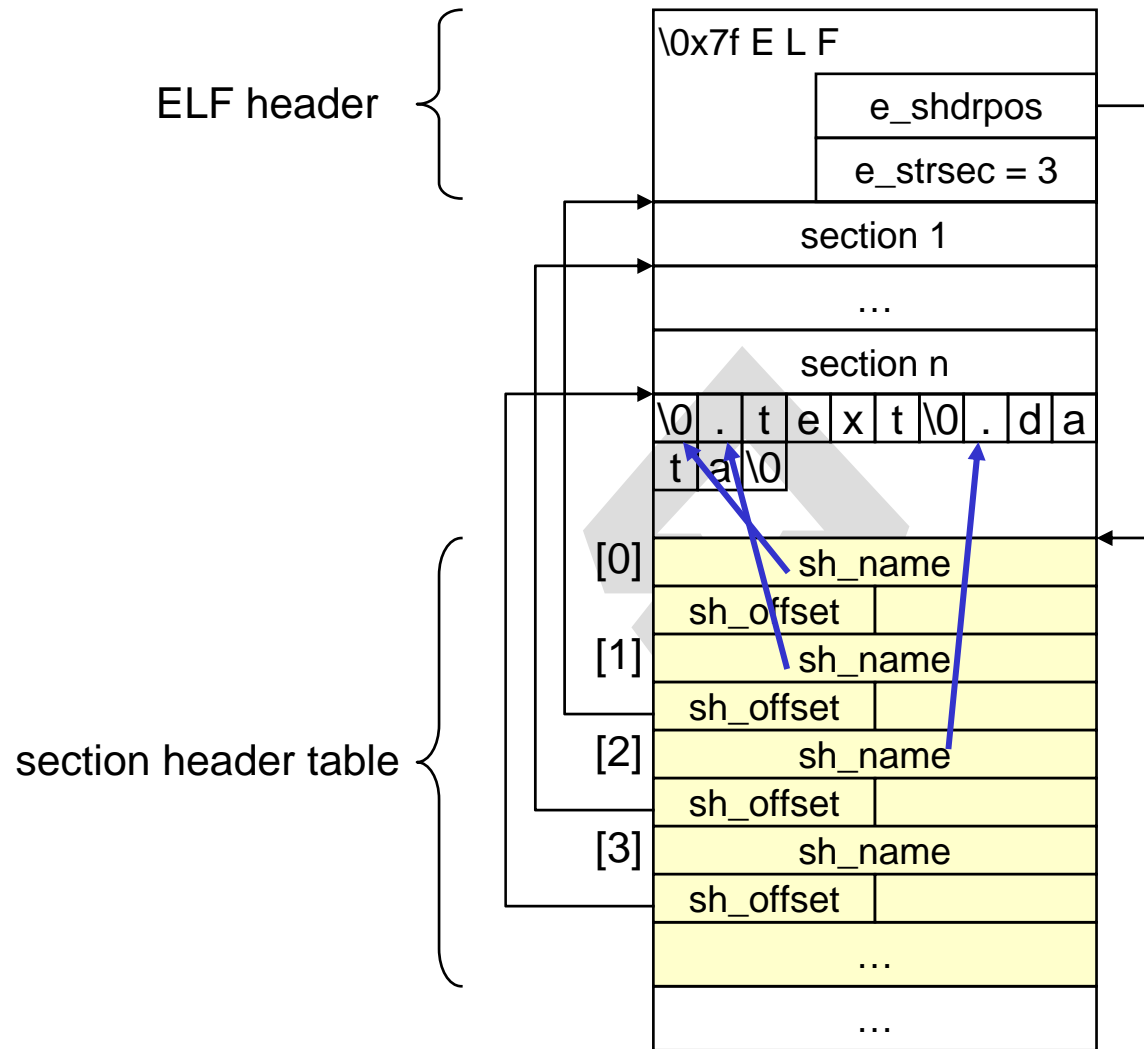 \0x7f E L F
ELF header
e_shdrpos
e_strsec = 3
section 1
…
section n
\0 . t e x t \0 . d a
t a \0
[0] sh_name
sh_offset
[1] sh_name
sh_offset
section header table
[2] sh_name
sh_offset
[3] sh_name
sh_offset
…
…